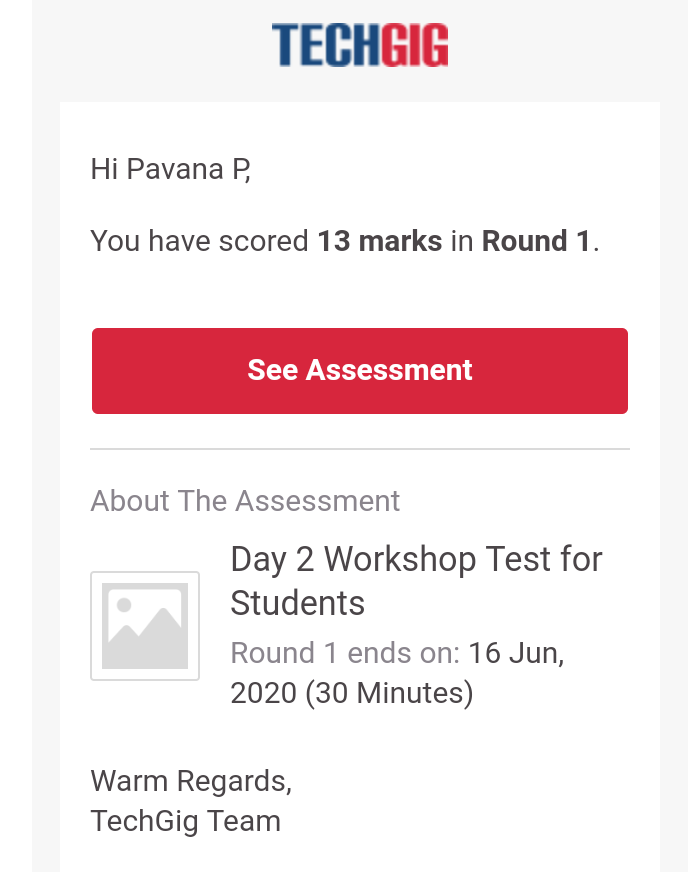 TECHGIG
Hi Pavana P,
You have scored 13 marks in Round 1.
See Assessment
About The Assessment
Day 2 Workshop Test for
Students
Round 1 ends on: 16 Jun,
2020 (30 Minutes)
Warm Regards,
TechGig Team